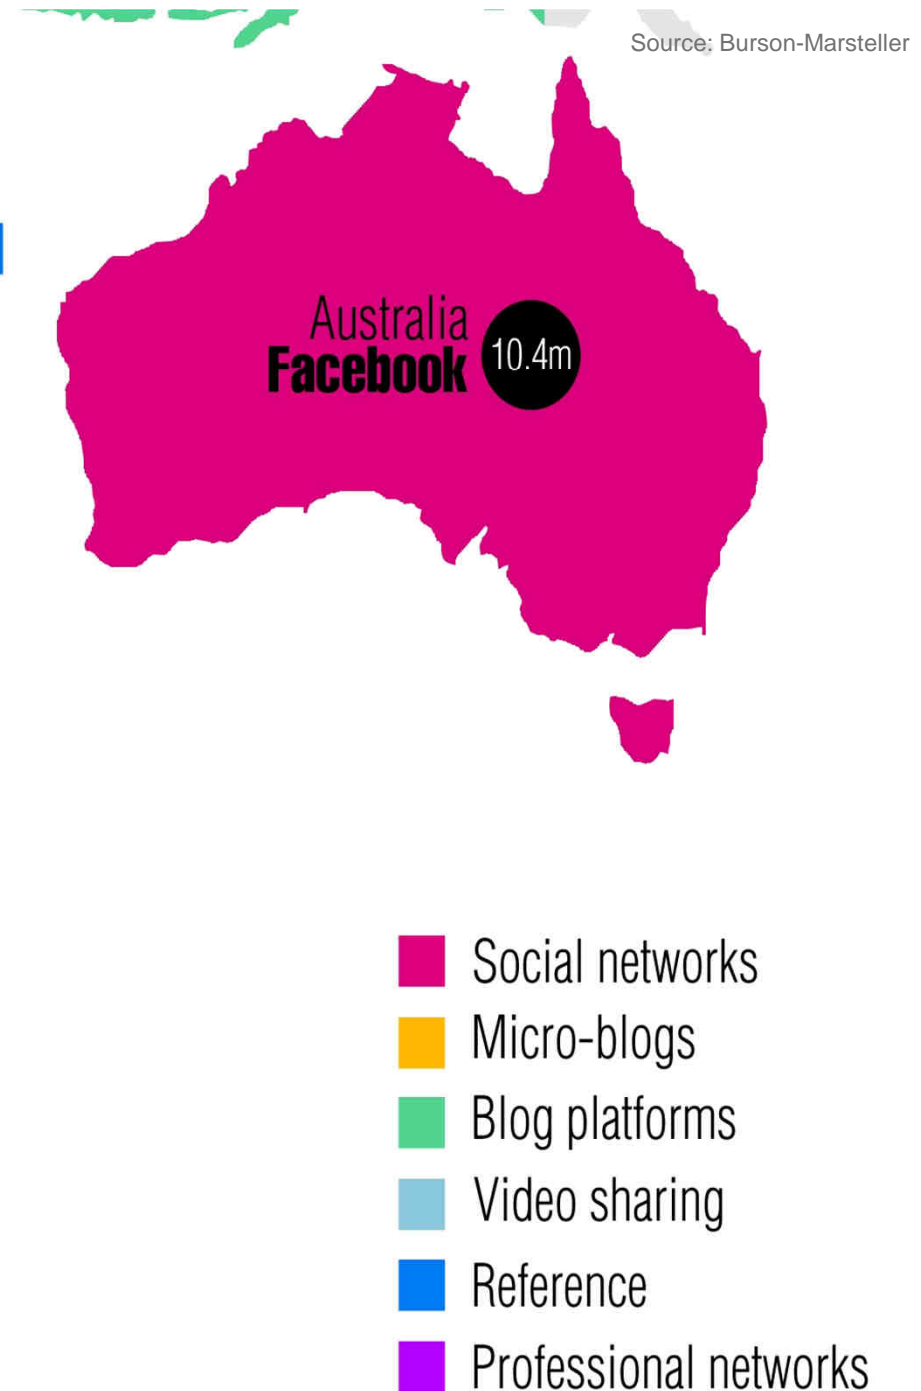 Source: Burson-Marsteller
Australia
Facebook
10.4m
Social networks
Micro-blogs
Blog platforms
Video sharing
Reference
Professional networks